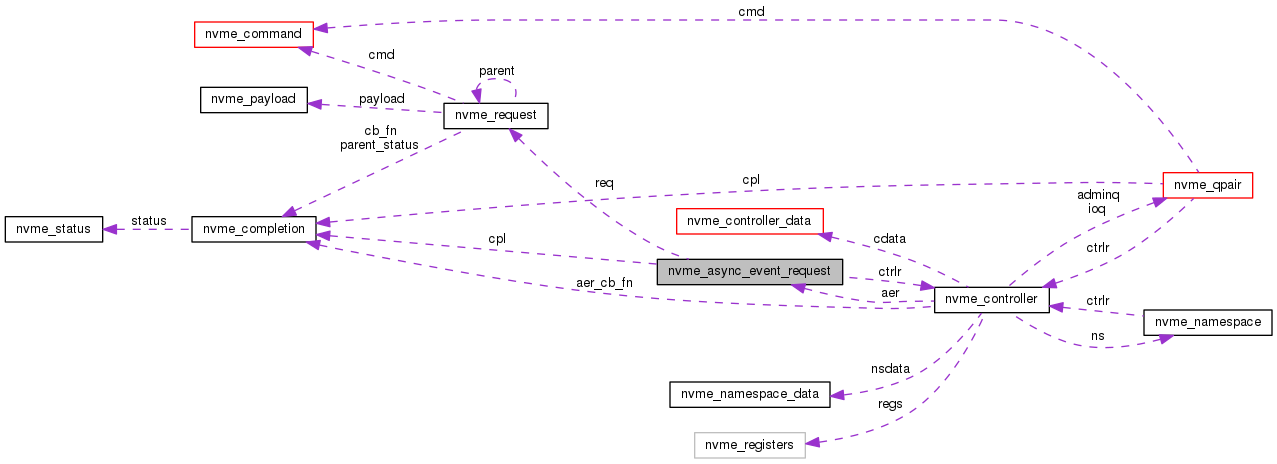 cmd
nvme_command
cmd
parent
nvme_payload
payload
nvme_request
cb_fn
parent_status
req
cpl
nvme_qpair
adminq
ioq
nvme_status
status
nvme_completion
nvme_controller_data
cdata
cpl
ctrlr
nvme_async_event_request
ctrlr
aer_cb_fn
aer
nvme_controller
ctrlr
nvme_namespace
ns
nsdata
nvme_namespace_data
regs
nvme_registers